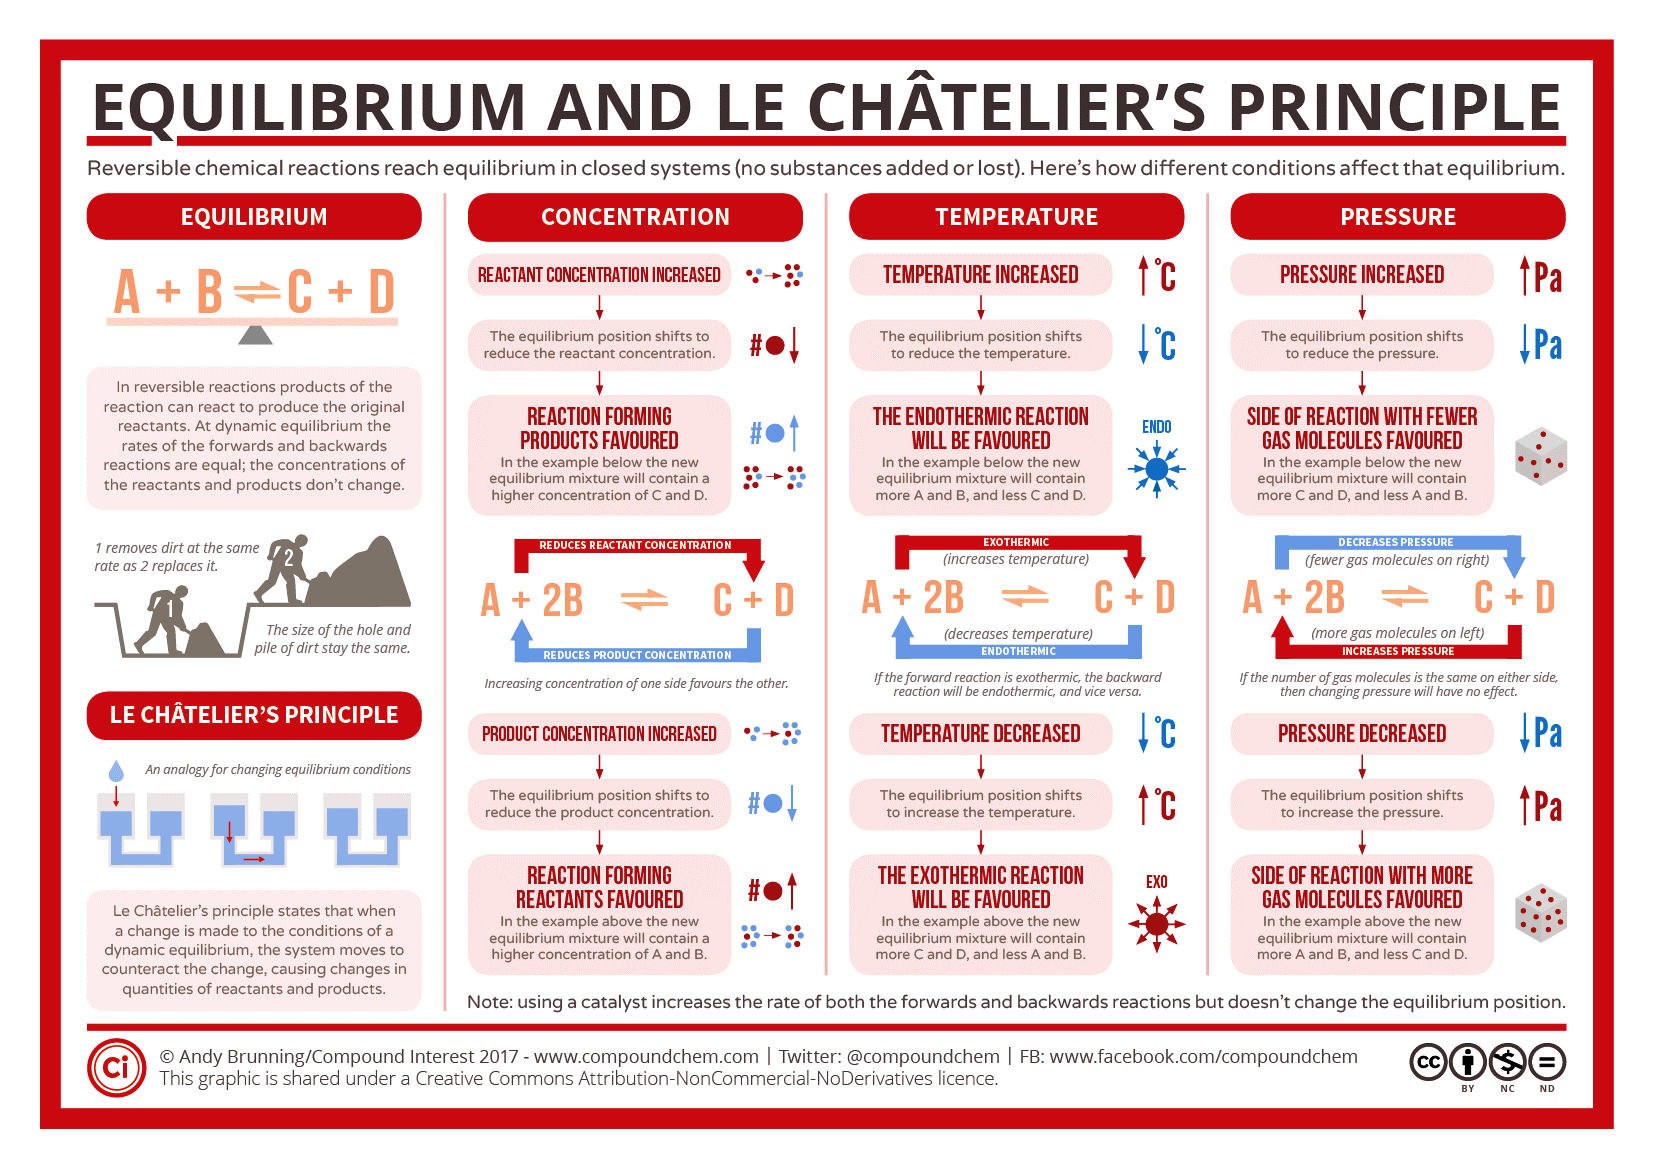 EQUILIBRIUM AND LE CHÂTELIER'S PRINCIPLE
Reversible chemical reactions reach equilibrium in closed systems (no substances added or lost). Here's how different conditions affect that equilibrium.
EQUILIBRIUM
A + B ⇌ C + D
In reversible reactions products of the
reaction can react to produce the original
reactants. At dynamic equilibrium the
rates of the forwards and backwards
reactions are equal; the concentrations of
the reactants and products don't change.
1 removes dirt at the same
rate as 2 replaces it.
2
1
The size of the hole and
pile of dirt stay the same.
LE CHÂTELIER'S PRINCIPLE
An analogy for changing equilibrium conditions
Le Châtelier's principle states that when
a change is made to the conditions of a
dynamic equilibrium, the system moves to
counteract the change, causing changes in
quantities of reactants and products.
CONCENTRATION
REACTANT CONCENTRATION INCREASED
The equilibrium position shifts to
reduce the reactant concentration.
#●↓
REACTION FORMING
PRODUCTS FAVOURED
In the example below the new
equilibrium mixture will contain a
higher concentration of C and D.
#●↑
REDUCES REACTANT CONCENTRATION
A + 2B ⇌ C + D
REDUCES PRODUCT CONCENTRATION
Increasing concentration of one side favours the other.
PRODUCT CONCENTRATION INCREASED
The equilibrium position shifts to
reduce the product concentration.
#●↓
REACTION FORMING
REACTANTS FAVOURED
In the example above the new
equilibrium mixture will contain a
higher concentration of A and B.
#●↑
TEMPERATURE
TEMPERATURE INCREASED
↑°C
The equilibrium position shifts
to reduce the temperature.
↓°C
THE ENDOTHERMIC REACTION
WILL BE FAVOURED
In the example below the new
equilibrium mixture will contain
more A and B, and less C and D.
ENDO
EXOTHERMIC
(increases temperature)
A + 2B ⇌ C + D
(decreases temperature)
ENDOTHERMIC
If the forward reaction is exothermic, the backward
reaction will be endothermic, and vice versa.
TEMPERATURE DECREASED
↓°C
The equilibrium position shifts
to increase the temperature.
↑°C
THE EXOTHERMIC REACTION
WILL BE FAVOURED
In the example above the new
equilibrium mixture will contain
more C and D, and less A and B.
EXO
PRESSURE
PRESSURE INCREASED
↑Pa
The equilibrium position shifts
to reduce the pressure.
↓Pa
SIDE OF REACTION WITH FEWER
GAS MOLECULES FAVOURED
In the example below the new
equilibrium mixture will contain
more C and D, and less A and B.
DECREASES PRESSURE
(fewer gas molecules on right)
A + 2B ⇌ C + D
(more gas molecules on left)
INCREASES PRESSURE
If the number of gas molecules is the same on either side,
then changing pressure will have no effect.
PRESSURE DECREASED
↓Pa
The equilibrium position shifts
to increase the pressure.
↑Pa
SIDE OF REACTION WITH MORE
GAS MOLECULES FAVOURED
In the example above the new
equilibrium mixture will contain
more A and B, and less C and D.
Note: using a catalyst increases the rate of both the forwards and backwards reactions but doesn't change the equilibrium position.
Ci
© Andy Brunning/Compound Interest 2017 - www.compoundchem.com | Twitter: @compoundchem | FB: www.facebook.com/compoundchem
This graphic is shared under a Creative Commons Attribution-NonCommercial-NoDerivatives licence.
cc
BY NC ND